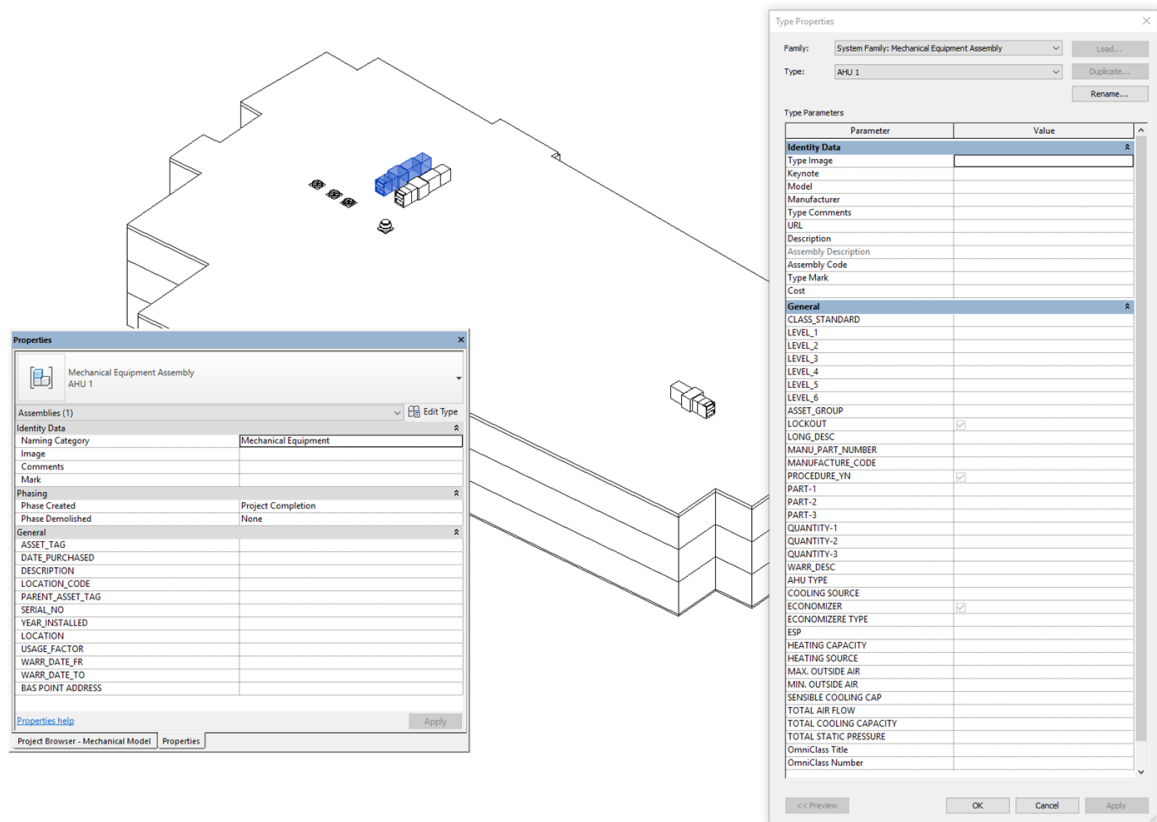 Type Properties
Family: System Family: Mechanical Equipment Assembly Load...
Type: AHU 1 Duplicate...
Rename...
Type Parameters
Parameter Value
Identity Data
Type Image
Keynote
Model
Manufacturer
Type Comments
URL
Description
Assembly Description
Assembly Code
Type Mark
Cost
General
CLASS_STANDARD
LEVEL_1
LEVEL_2
LEVEL_3
LEVEL_4
LEVEL_5
LEVEL_6
ASSET_GROUP
LOCKOUT
LONG_DESC
MANU_PART_NUMBER
MANUFACTURE_CODE
PROCEDURE_YN
PART-1
PART-2
PART-3
QUANTITY-1
QUANTITY-2
QUANTITY-3
WARR_DESC
AHU TYPE
COOLING SOURCE
ECONOMIZER
ECONOMIZERE TYPE
ESP
HEATING CAPACITY
HEATING SOURCE
MAX. OUTSIDE AIR
MIN. OUTSIDE AIR
SENSIBLE COOLING CAP
TOTAL AIR FLOW
TOTAL COOLING CAPACITY
TOTAL STATIC PRESSURE
OmniClass Title
OmniClass Number
<< Preview OK Cancel Apply
Properties
Mechanical Equipment Assembly
AHU 1
Assemblies (1) Edit Type
Identity Data
Naming Category Mechanical Equipment
Image
Comments
Mark
Phasing
Phase Created Project Completion
Phase Demolished None
General
ASSET_TAG
DATE_PURCHASED
DESCRIPTION
LOCATION_CODE
PARENT_ASSET_TAG
SERIAL_NO
YEAR_INSTALLED
LOCATION
USAGE_FACTOR
WARR_DATE_FR
WARR_DATE_TO
BAS POINT ADDRESS
Properties help Apply
Project Browser - Mechanical Model Properties